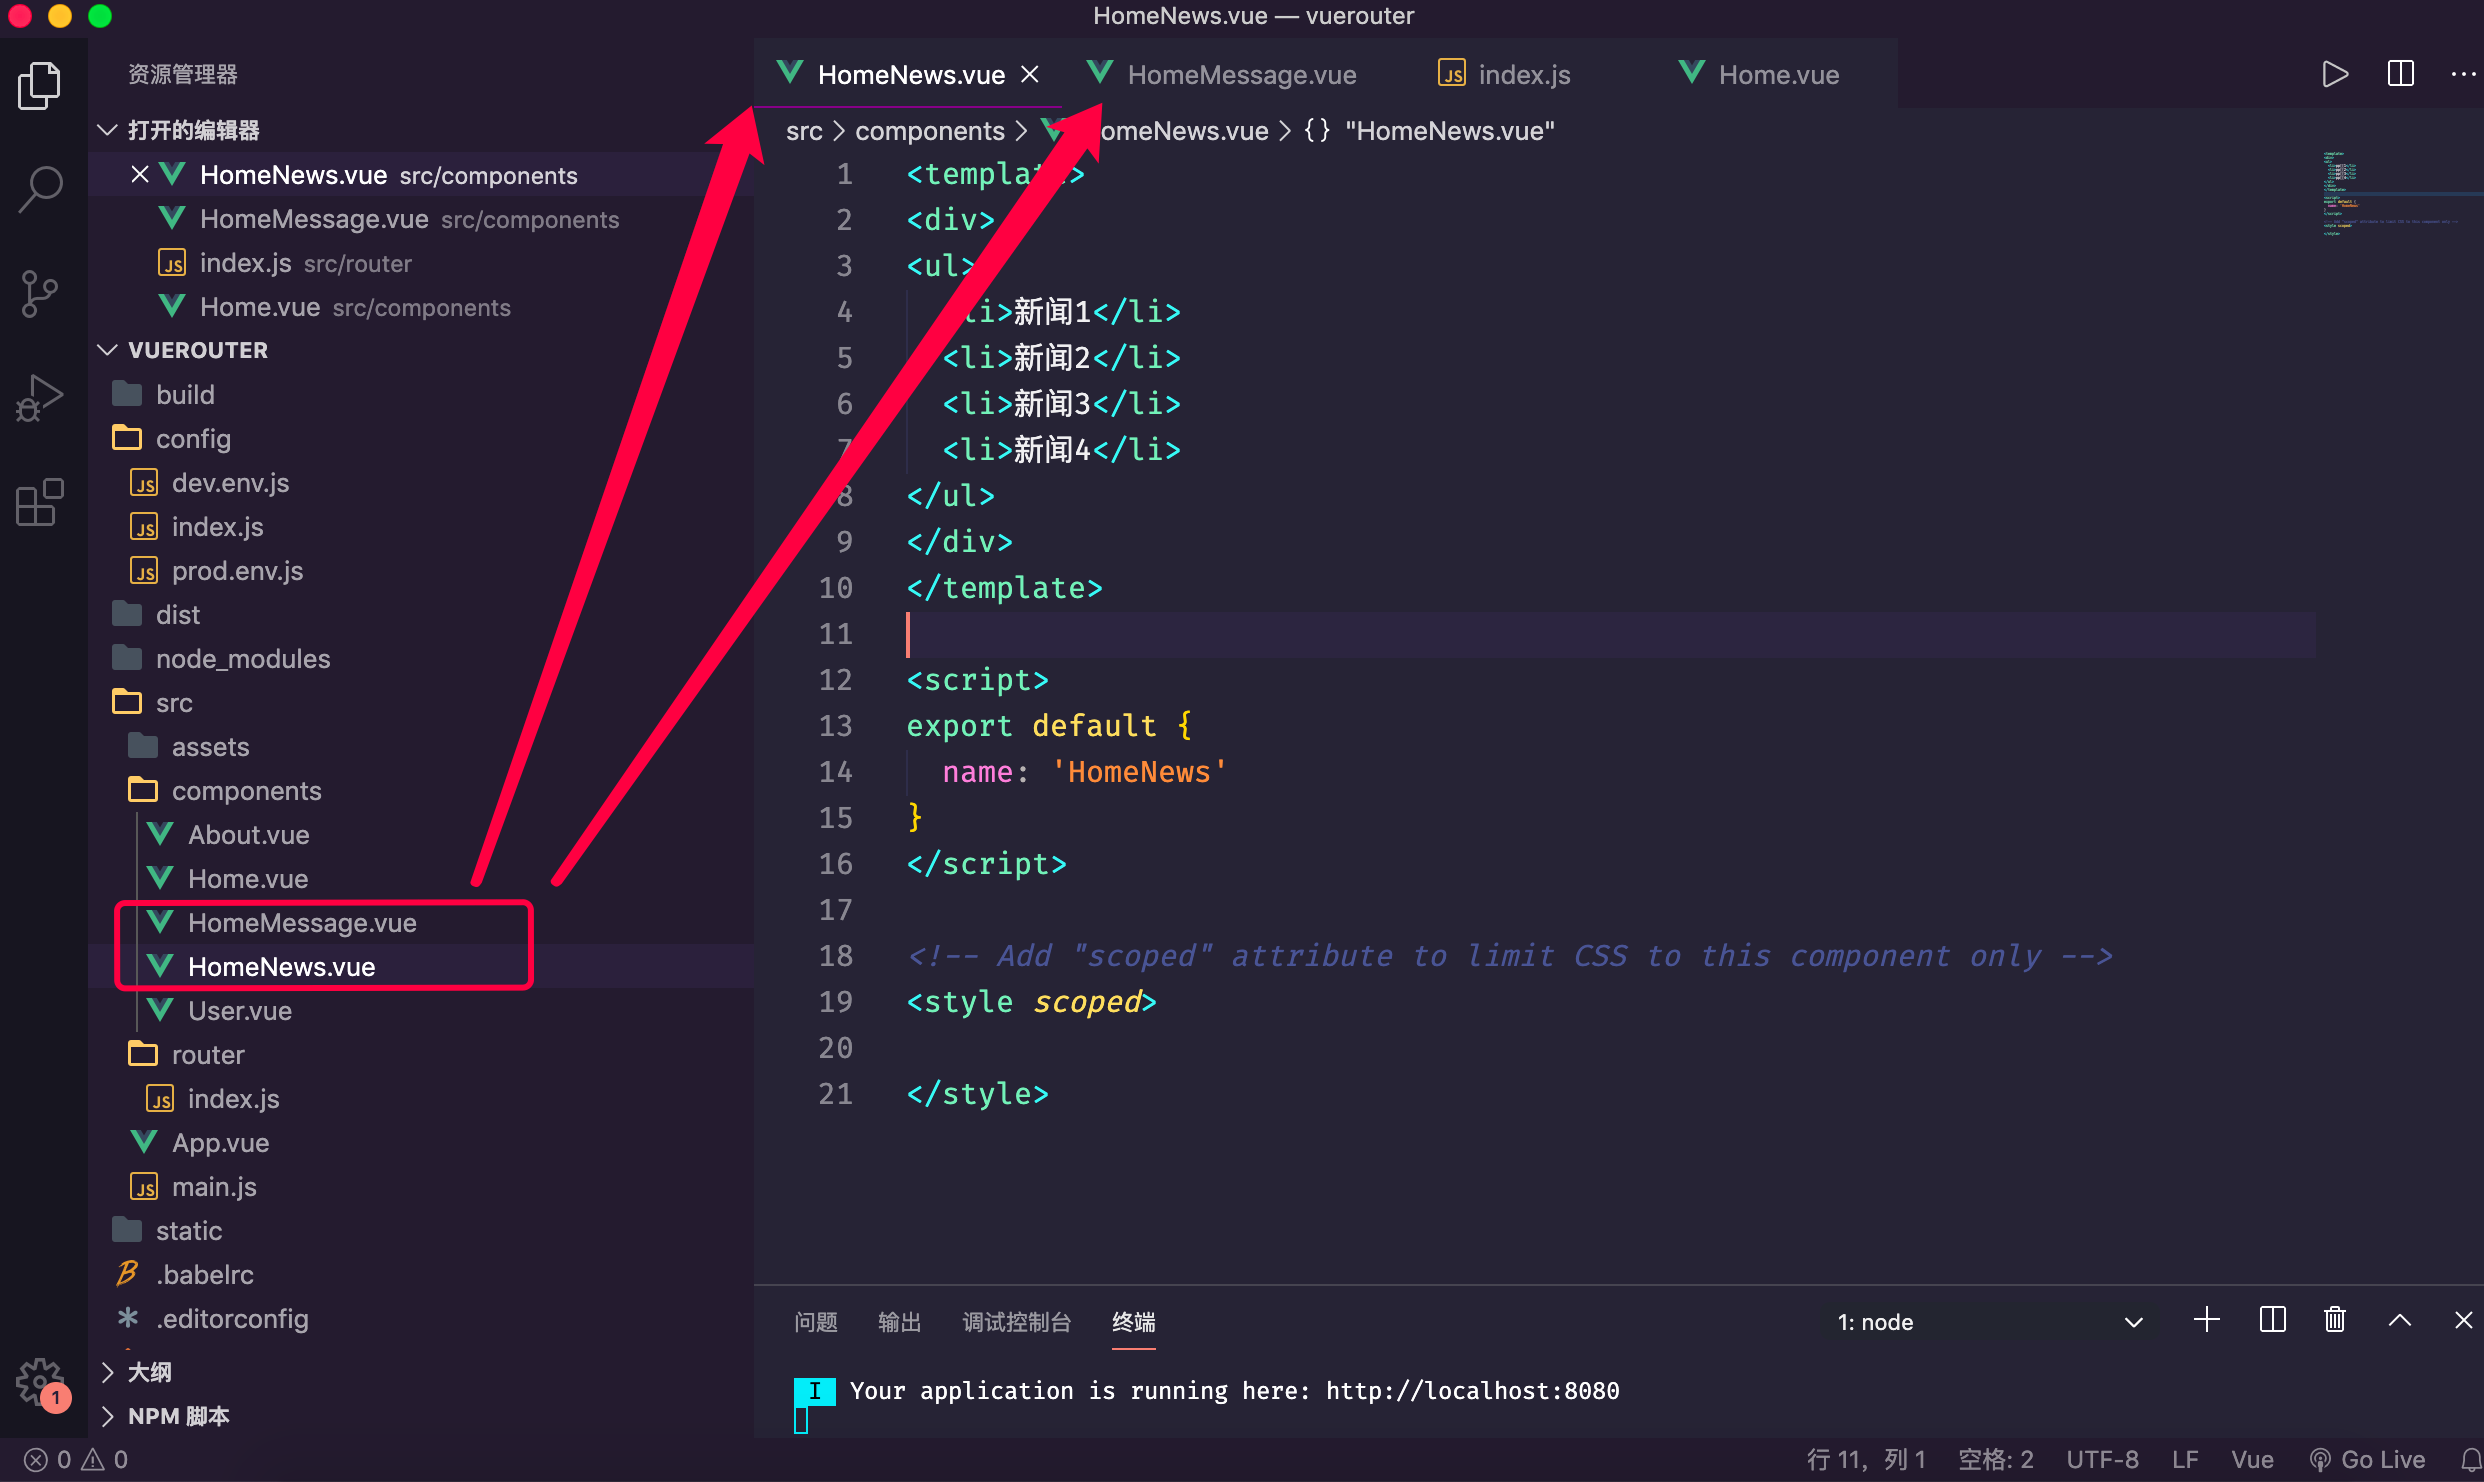 HomeNews.vue — vuerouter
资源管理器
打开的编辑器
HomeNews.vue src/components
HomeMessage.vue src/components
index.js src/router
Home.vue src/components
VUEROUTER
build
config
dev.env.js
index.js
prod.env.js
dist
node_modules
src
assets
components
About.vue
Home.vue
HomeMessage.vue
HomeNews.vue
User.vue
router
index.js
App.vue
main.js
static
.babelrc
.editorconfig
大纲
NPM 脚本
HomeNews.vue HomeMessage.vue index.js Home.vue
src > components > HomeNews.vue > {} "HomeNews.vue"
1 <template>
2 <div>
3 <ul>
4 <li>新闻1</li>
5 <li>新闻2</li>
6 <li>新闻3</li>
7 <li>新闻4</li>
8 </ul>
9 </div>
10 </template>
11
12 <script>
13 export default {
14 name: 'HomeNews'
15 }
16 </script>
17
18 <!-- Add "scoped" attribute to limit CSS to this component only -->
19 <style scoped>
20
21 </style>
问题 输出 调试控制台 终端 1: node
I Your application is running here: http://localhost:8080
1
0 0 行 11，列 1 空格: 2 UTF-8 LF Vue Go Live